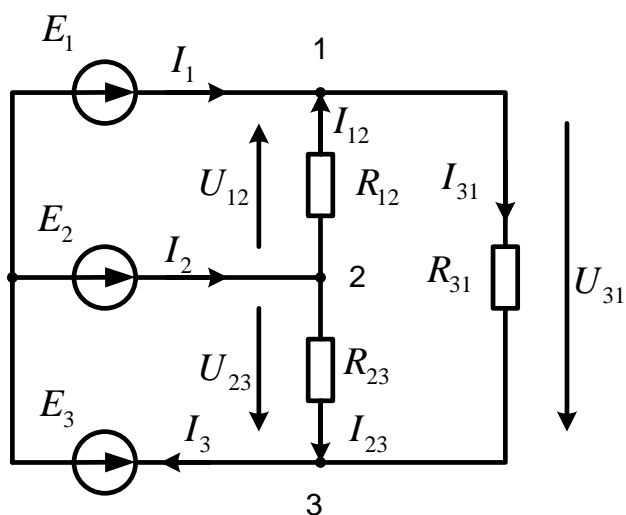 E₁
I₁
1
I₁₂
U₁₂
R₁₂
I₃₁
E₂
I₂
2
R₃₁
U₃₁
U₂₃
R₂₃
E₃
I₃
I₂₃
3